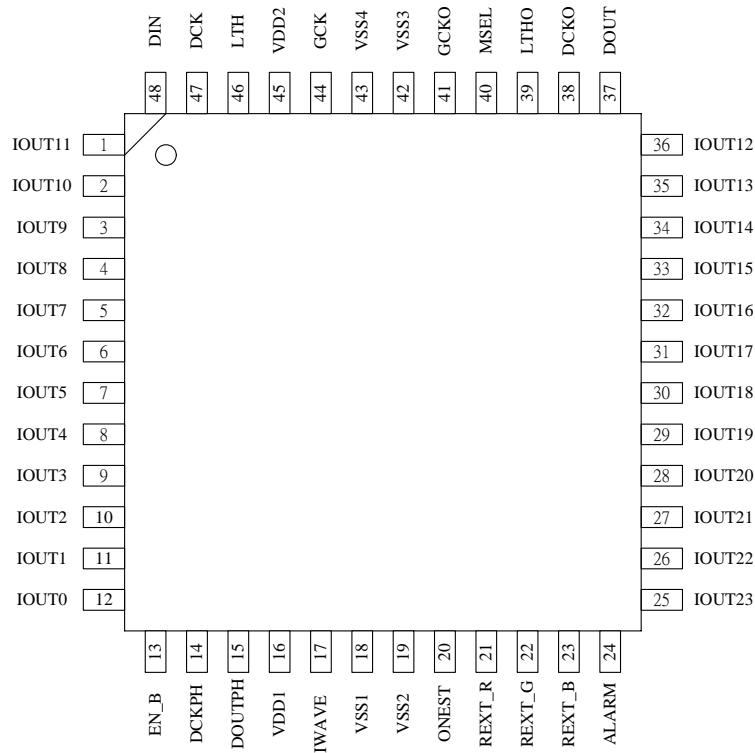 DIN DCK LTH VDD2 GCK VSS4 VSS3 GCKO MSEL LTHO DCKO DOUT
48 47 46 45 44 43 42 41 40 39 38 37
IOUT11 1 36 IOUT12
IOUT10 2 35 IOUT13
IOUT9 3 34 IOUT14
IOUT8 4 33 IOUT15
IOUT7 5 32 IOUT16
IOUT6 6 31 IOUT17
IOUT5 7 30 IOUT18
IOUT4 8 29 IOUT19
IOUT3 9 28 IOUT20
IOUT2 10 27 IOUT21
IOUT1 11 26 IOUT22
IOUT0 12 25 IOUT23
13 14 15 16 17 18 19 20 21 22 23 24
EN_B DCKPH DOUTPH VDD1 IWAVE VSS1 VSS2 ONEST REXT_R REXT_G REXT_B ALARM